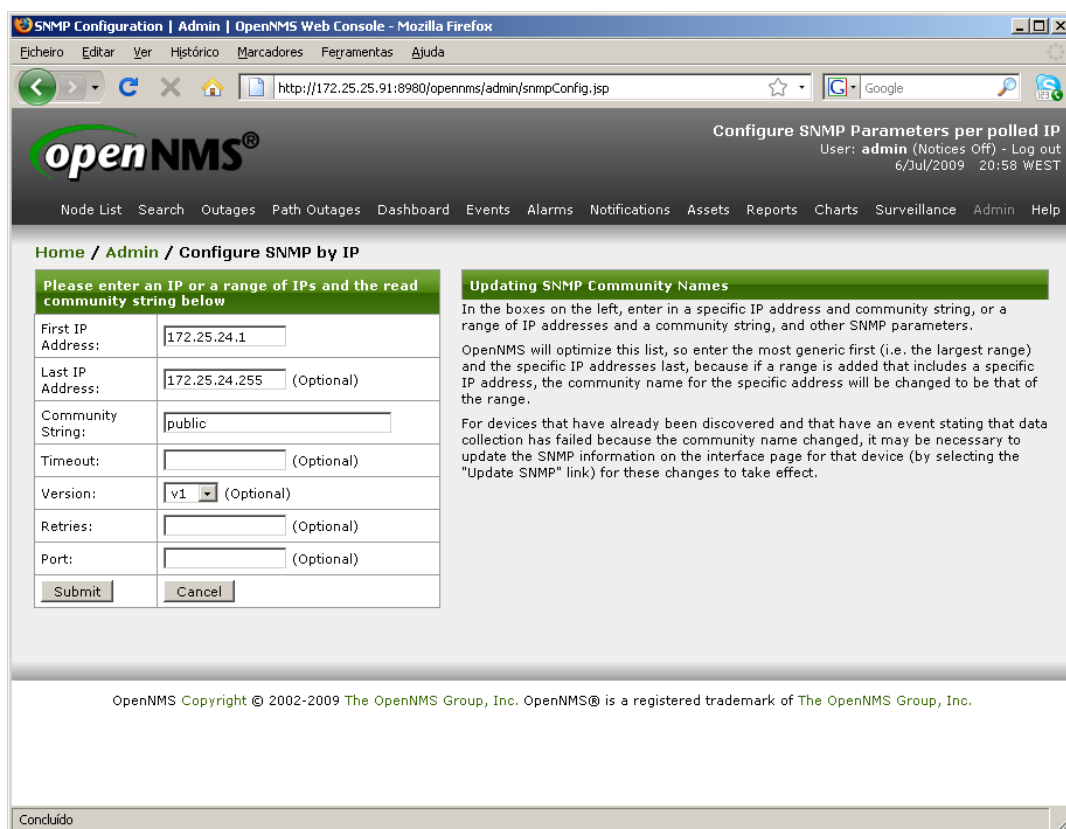 SNMP Configuration | Admin | OpenNMS Web Console - Mozilla Firefox
Ficheiro Editar Ver Histórico Marcadores Ferramentas Ajuda
http://172.25.25.91:8980/opennms/admin/snmpConfig.jsp
G Google
123
openNMS®
Configure SNMP Parameters per polled IP
User: admin (Notices Off) - Log out
6/Jul/2009 20:58 WEST
Node List Search Outages Path Outages Dashboard Events Alarms Notifications Assets Reports Charts Surveillance Admin Help
Home / Admin / Configure SNMP by IP
Please enter an IP or a range of IPs and the read
community string below
First IP
Address:
172.25.24.1
Last IP
Address:
172.25.24.255 (Optional)
Community
String:
public
Timeout: (Optional)
Version: v1 (Optional)
Retries: (Optional)
Port: (Optional)
Submit Cancel
Updating SNMP Community Names
In the boxes on the left, enter in a specific IP address and community string, or a
range of IP addresses and a community string, and other SNMP parameters.
OpenNMS will optimize this list, so enter the most generic first (i.e. the largest range)
and the specific IP addresses last, because if a range is added that includes a specific
IP address, the community name for the specific address will be changed to be that of
the range.
For devices that have already been discovered and that have an event stating that data
collection has failed because the community name changed, it may be necessary to
update the SNMP information on the interface page for that device (by selecting the
"Update SNMP" link) for these changes to take effect.
OpenNMS Copyright © 2002-2009 The OpenNMS Group, Inc. OpenNMS® is a registered trademark of The OpenNMS Group, Inc.
Concluído